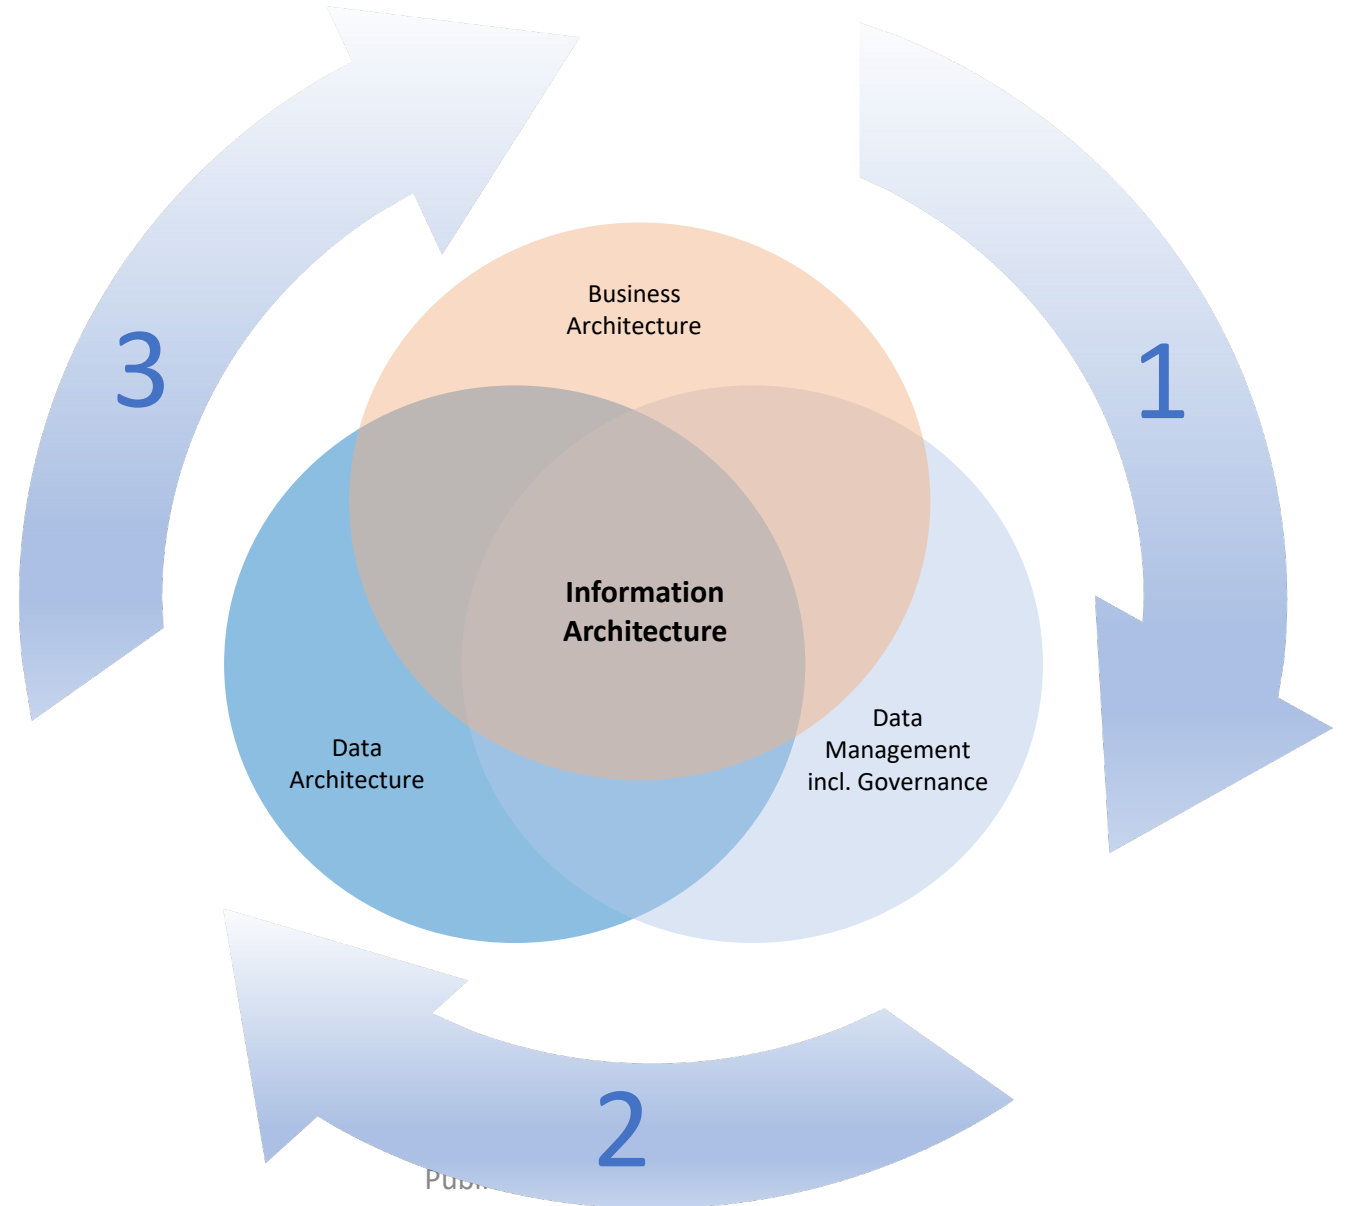 Business
Architecture
3
1
Information
Architecture
Data
Architecture
Data
Management
incl. Governance
2